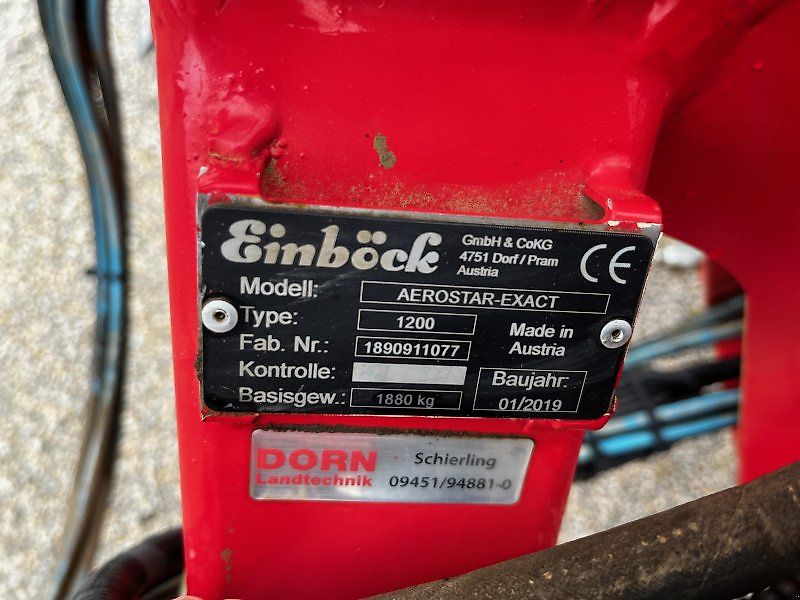 Einböck
GmbH & CoKG
4751 Dorf / Pram
Austria
CE
Modell: AEROSTAR-EXACT
Type: 1200
Fab. Nr.: 1890911077
Made in
Austria
Kontrolle:
Basisgew.: 1880 kg
Baujahr:
01/2019
DORN
Landtechnik
Schierling
09451/94881-0